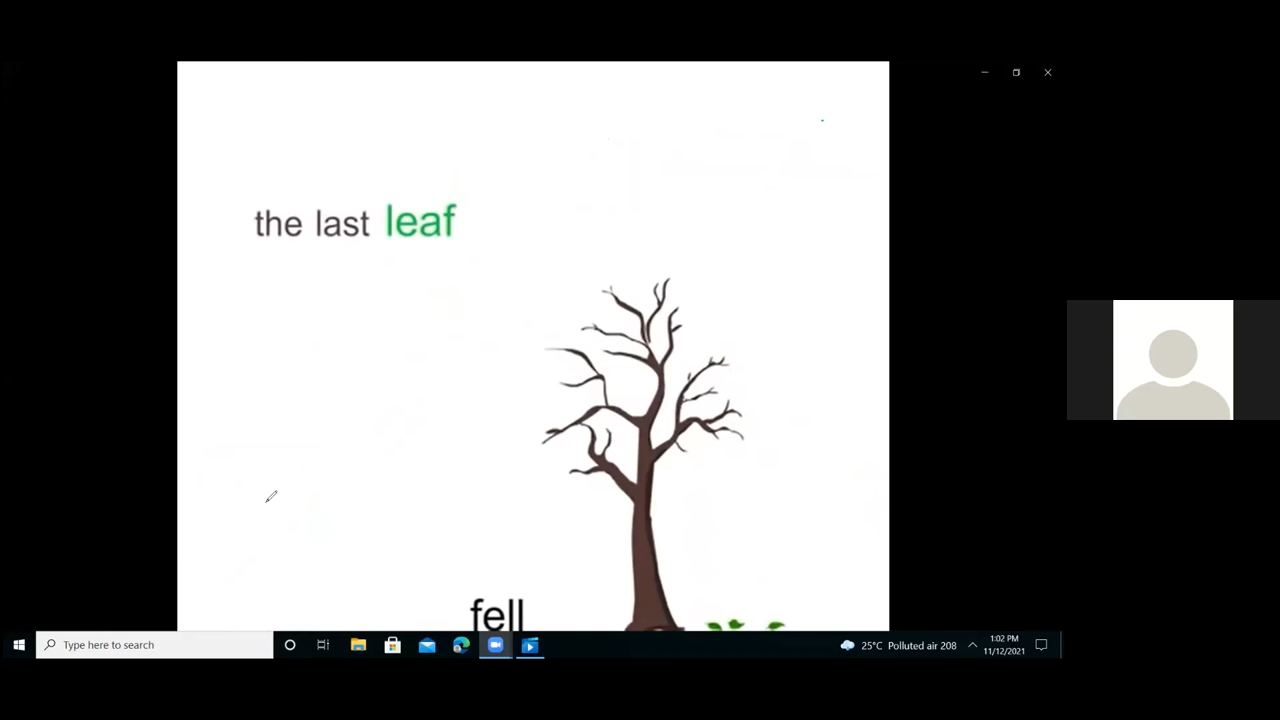 the last leaf
fell
Type here to search
25°C Polluted air 208
1:02 PM
11/12/2021